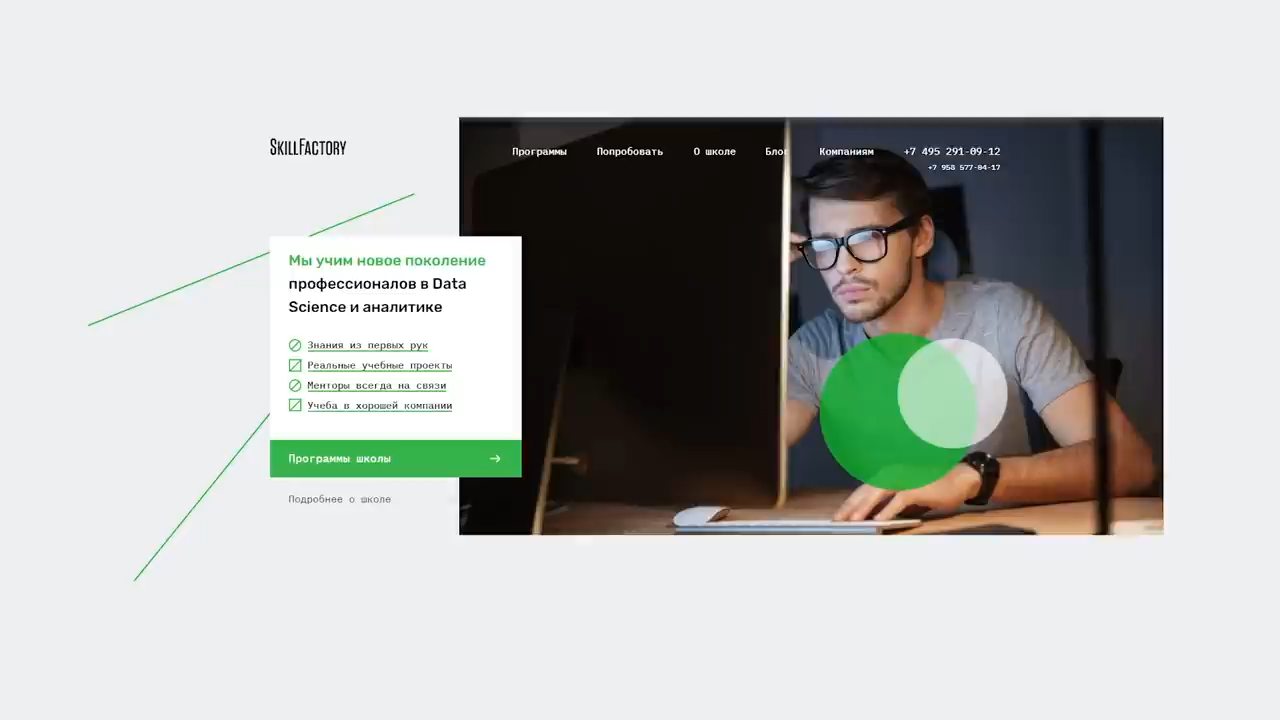 SKILLFACTORY
Программы Попробовать О школе Блог Компаниям +7 495 291-09-12
+7 958 577-04-17
Мы учим новое поколение
профессионалов в Data
Science и аналитике
Знания из первых рук
Реальные учебные проекты
Менторы всегда на связи
Учеба в хорошей компании
Программы школы →
Подробнее о школе